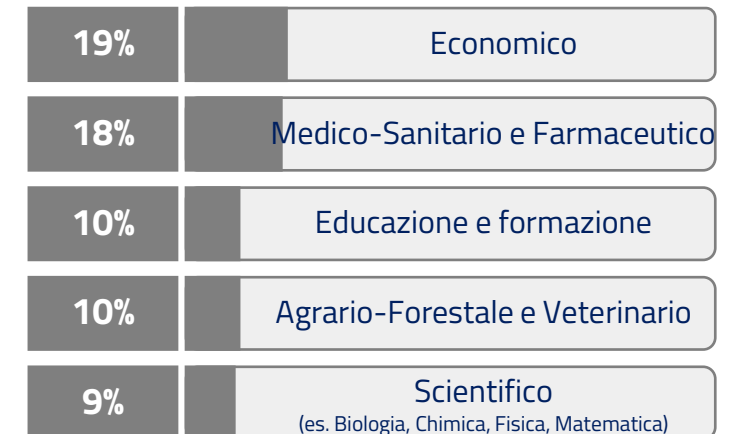 19% Economico
18% Medico-Sanitario e Farmaceutico
10% Educazione e formazione
10% Agrario-Forestale e Veterinario
9% Scientifico
(es. Biologia, Chimica, Fisica, Matematica)